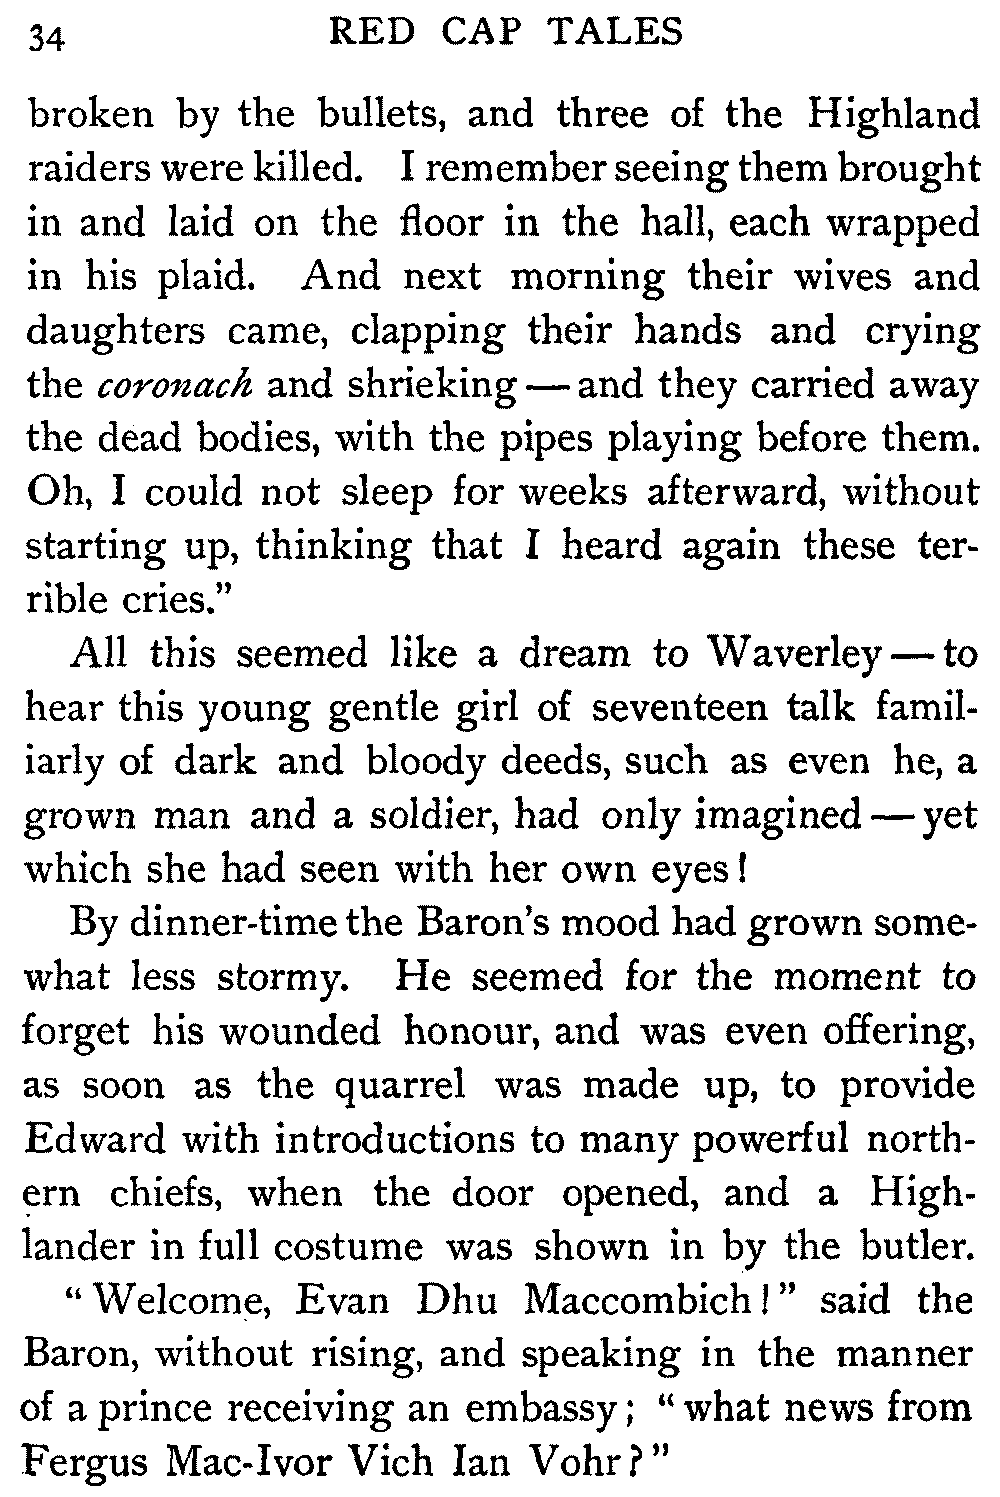 34 RED CAP TALES
broken by the bullets, and three of the Highland
raiders were killed. I remember seeing them brought
in and laid on the floor in the hall, each wrapped
in his plaid. And next morning their wives and
daughters came, clapping their hands and crying
the coronach and shrieking — and they carried away
the dead bodies, with the pipes playing before them.
Oh, I could not sleep for weeks afterward, without
starting up, thinking that I heard again these ter-
rible cries.”
All this seemed like a dream to Waverley — to
hear this young gentle girl of seventeen talk famil-
iarly of dark and bloody deeds, such as even he, a
grown man and a soldier, had only imagined — yet
which she had seen with her own eyes!
By dinner-time the Baron’s mood had grown some-
what less stormy. He seemed for the moment to
forget his wounded honour, and was even offering,
as soon as the quarrel was made up, to provide
Edward with introductions to many powerful north-
ern chiefs, when the door opened, and a High-
lander in full costume was shown in by the butler.
“Welcome, Evan Dhu Maccombich!” said the
Baron, without rising, and speaking in the manner
of a prince receiving an embassy; “what news from
Fergus Mac-Ivor Vich Ian Vohr?”